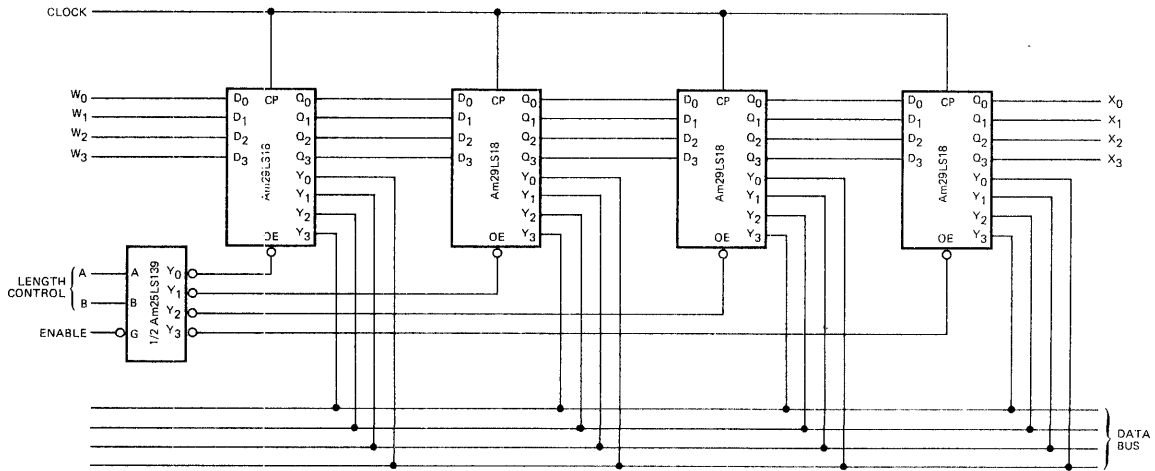 CLOCK
W0
W1
W2
W3
D0 CP Q0
D1 Q1
D2 Q2
D3 Q3
Y0
Y1
Y2
OE Y3
Am29LS18
D0 CP Q0
D1 Q1
D2 Q2
D3 Q3
Y0
Y1
Y2
OE Y3
Am29LS18
D0 CP Q0
D1 Q1
D2 Q2
D3 Q3
Y0
Y1
Y2
OE Y3
Am29LS18
D0 CP Q0
D1 Q1
D2 Q2
D3 Q3
Y0
Y1
Y2
OE Y3
Am29LS18
X0
X1
X2
X3
LENGTH
CONTROL
A
B
ENABLE
A Y0
Y1
B Y2
G Y3
1/2 Am25LS139
DATA
BUS